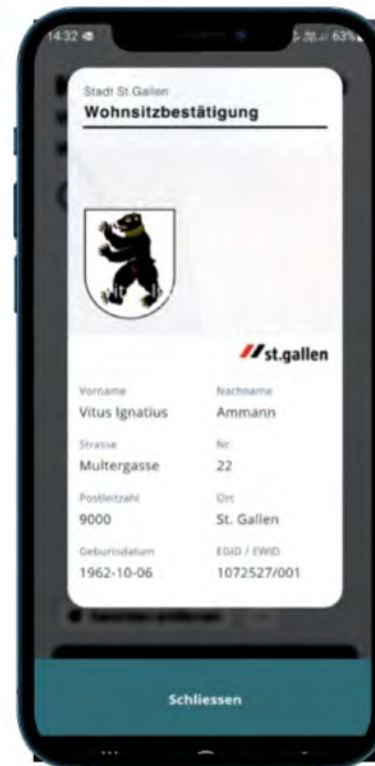 14:32
63%
Stadt St.Gallen
Wohnsitzbestätigung
st.gallen
Vorname Nachname
Vitus Ignatius Ammann
Strasse Nr.
Multergasse 22
Postleitzahl Ort
9000 St. Gallen
Geburtsdatum EGID / EWID
1962-10-06 1072527/001
Schliessen